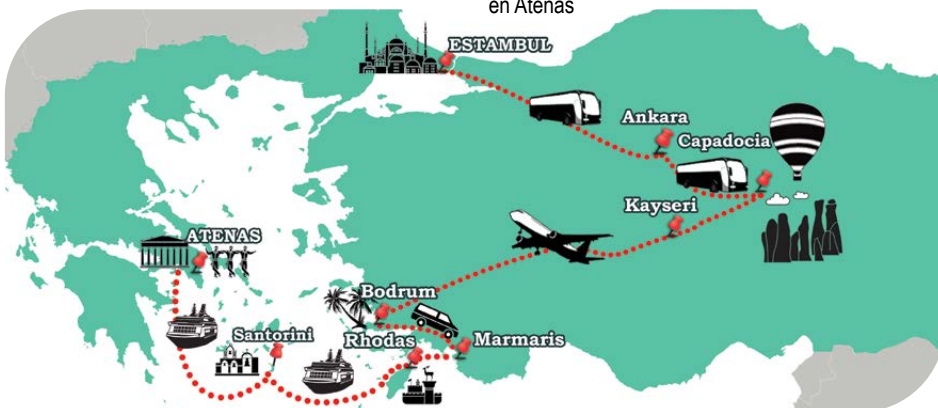 en Atenas
ESTAMBUL
Ankara
Capadocia
Kayseri
ATENAS
Bodrum
Santorini
Rhodas
Marmaris